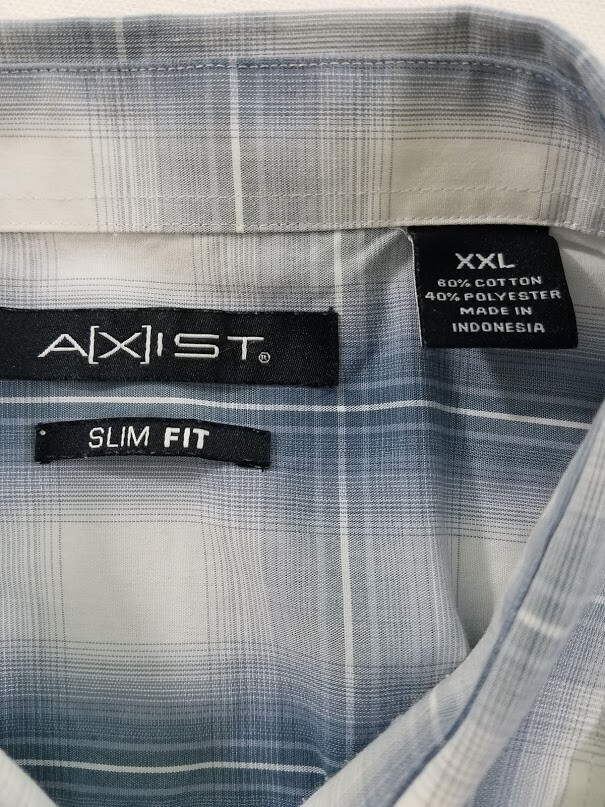 XXL
60% COTTON
40% POLYESTER
MADE IN
INDONESIA
A[X]IST®
SLIM FIT